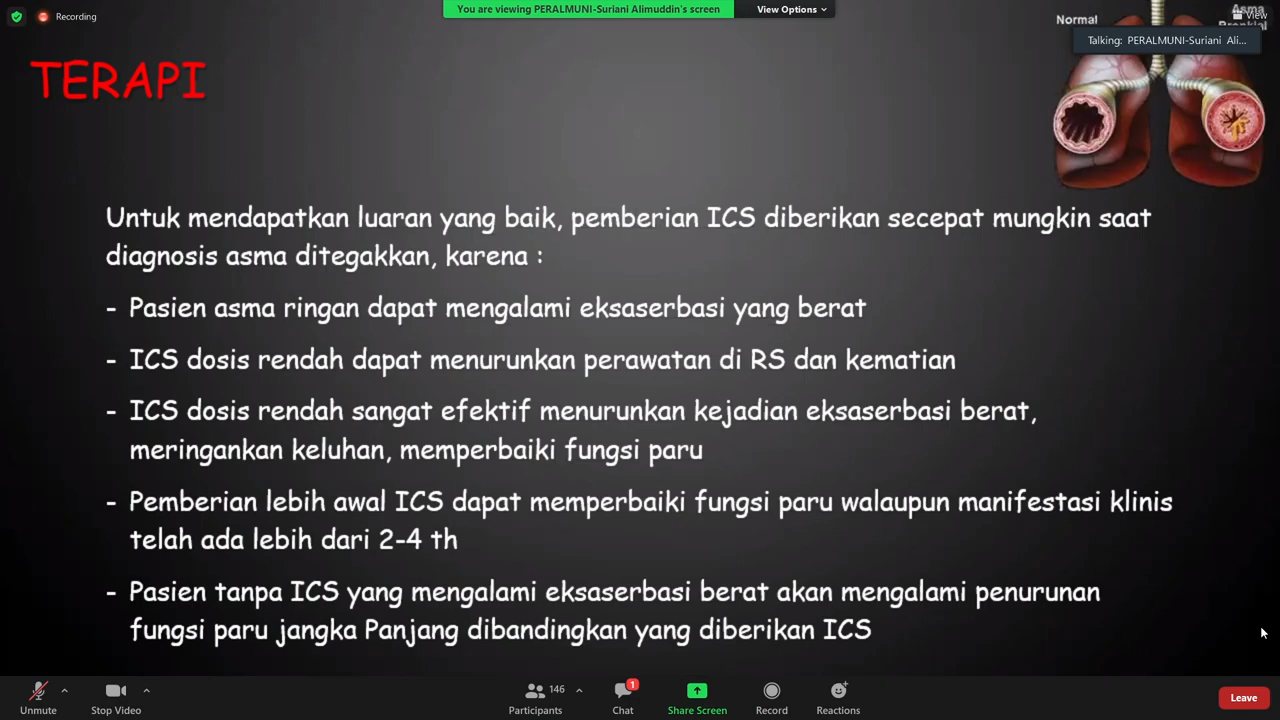 Recording
You are viewing PERALMUNI-Suriani Alimuddin's screen
View Options
Normal
Asma
View
Talking: PERALMUNI-Suriani Ali...
TERAPI
Untuk mendapatkan luaran yang baik, pemberian ICS diberikan secepat mungkin saat
diagnosis asma ditegakkan, karena :
- Pasien asma ringan dapat mengalami eksaserbasi yang berat
- ICS dosis rendah dapat menurunkan perawatan di RS dan kematian
- ICS dosis rendah sangat efektif menurunkan kejadian eksaserbasi berat,
meringankan keluhan, memperbaiki fungsi paru
- Pemberian lebih awal ICS dapat memperbaiki fungsi paru walaupun manifestasi klinis
telah ada lebih dari 2-4 th
- Pasien tanpa ICS yang mengalami eksaserbasi berat akan mengalami penurunan
fungsi paru jangka Panjang dibandingkan yang diberikan ICS
Unmute
Stop Video
146
Participants
1
Chat
Share Screen
Record
Reactions
Leave